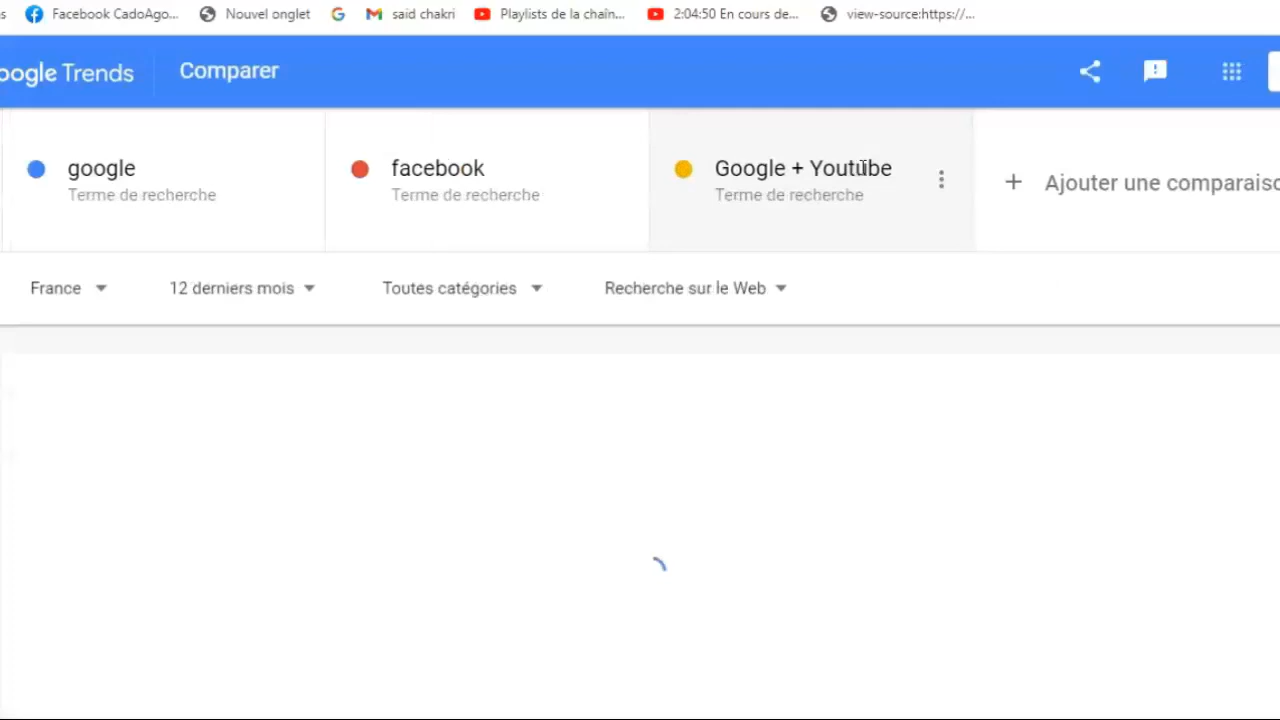 s Facebook CadoAgo... Nouvel onglet said chakri Playlists de la chaîn... 2:04:50 En cours de... view-source:https://...
oogle Trends Comparer
google facebook Google + Youtube
Terme de recherche Terme de recherche Terme de recherche
+ Ajouter une comparaiso
France 12 derniers mois Toutes catégories Recherche sur le Web